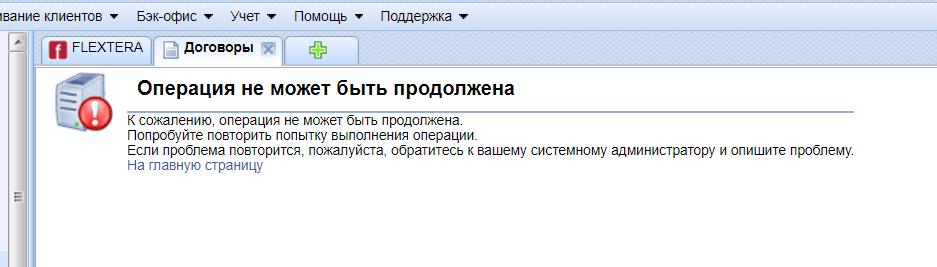 ивание клиентов Бэк-офис Учет Помощь Поддержка
FLEXTERA Договоры
Операция не может быть продолжена
К сожалению, операция не может быть продолжена.
Попробуйте повторить попытку выполнения операции.
Если проблема повторится, пожалуйста, обратитесь к вашему системному администратору и опишите проблему.
На главную страницу